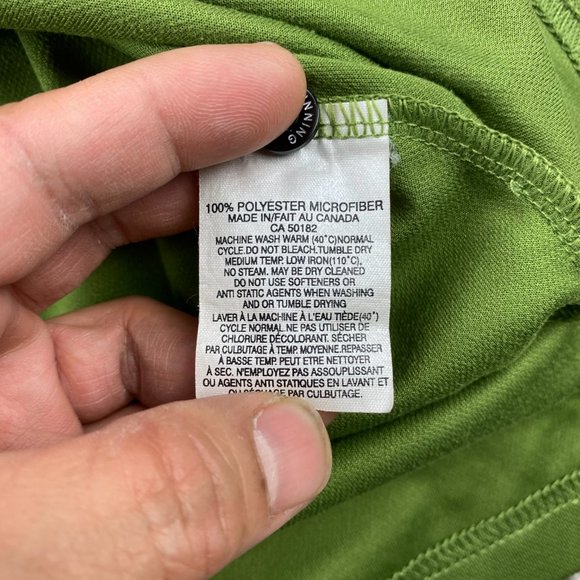 NNING
100% POLYESTER MICROFIBER
MADE IN/FAIT AU CANADA
CA 50182
MACHINE WASH WARM (40°C)NORMAL
CYCLE.DO NOT BLEACH.TUMBLE DRY
MEDIUM TEMP. LOW IRON(110°C),
NO STEAM. MAY BE DRY CLEANED
DO NOT USE SOFTENERS OR
ANTI STATIC AGENTS WHEN WASHING
AND OR TUMBLE DRYING
LAVER À LA MACHINE À L'EAU TIÈDE(40°)
CYCLE NORMAL.NE PAS UTILISER DE
CHLORURE DÉCOLORANT. SÉCHER
PAR CULBUTAGE À TEMP. MOYENNE.REPASSER
À BASSE TEMP. PEUT ÊTRE NETTOYER
À SEC. N'EMPLOYEZ PAS ASSOUPLISSANT
OU AGENTS ANTI STATIQUES EN LAVANT ET
OU SÉCHAGE PAR CULBUTAGE.